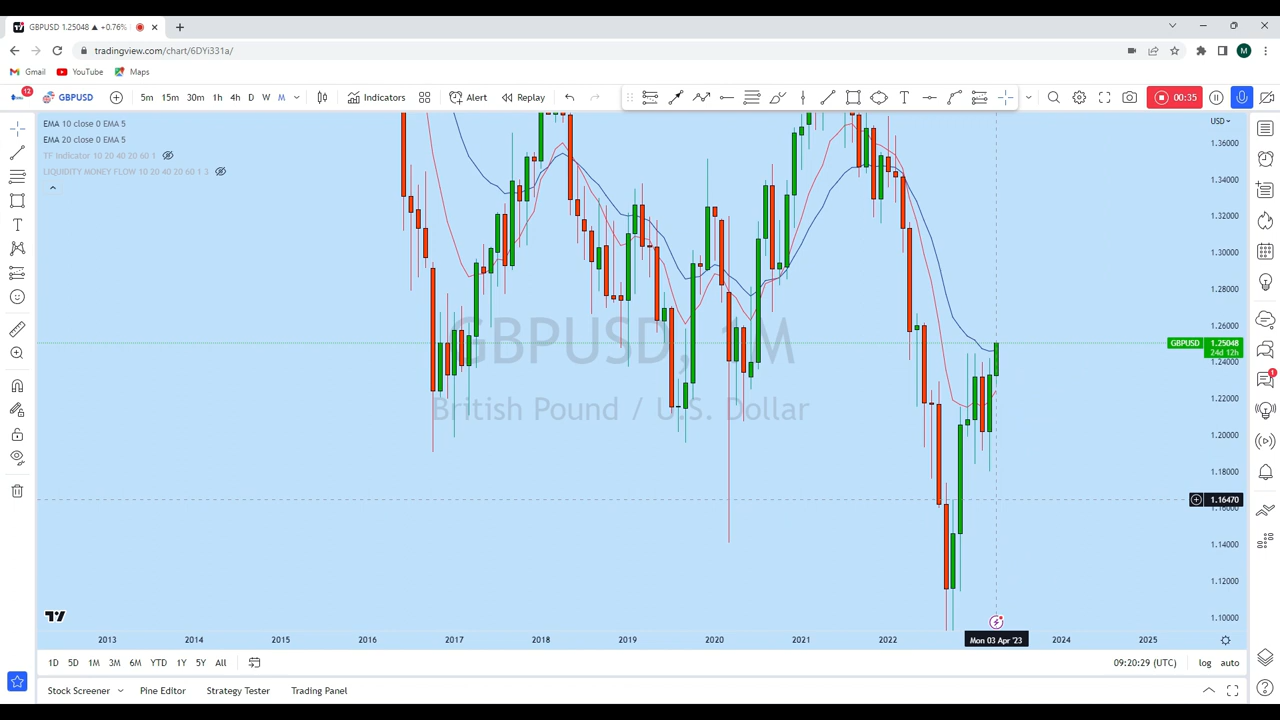 GBPUSD 1.25048 ▲ +0.76%
tradingview.com/chart/6DYi331a/
M
Gmail
YouTube
Maps
12
GBPUSD
5m 15m 30m 1h 4h D W M
Indicators
Alert
Replay
00:35
EMA 10 close 0 EMA 5
EMA 20 close 0 EMA 5
TF Indicator 10 20 40 20 60 1
LIQUIDITY MONEY FLOW 10 20 40 20 60 1 3
USD
1.36000
1.34000
1.32000
1.30000
1.28000
1.26000
GBPUSD 1.25048
24d 12h
1.24000
1.22000
1.20000
1.18000
1.16470
1.16000
1.14000
1.12000
1.10000
1
GBPUSD, 1M
British Pound / U.S. Dollar
2013 2014 2015 2016 2017 2018 2019 2020 2021 2022 Mon 03 Apr '23 2024 2025
1D 5D 1M 3M 6M YTD 1Y 5Y All
09:20:29 (UTC)
log
auto
Stock Screener
Pine Editor
Strategy Tester
Trading Panel